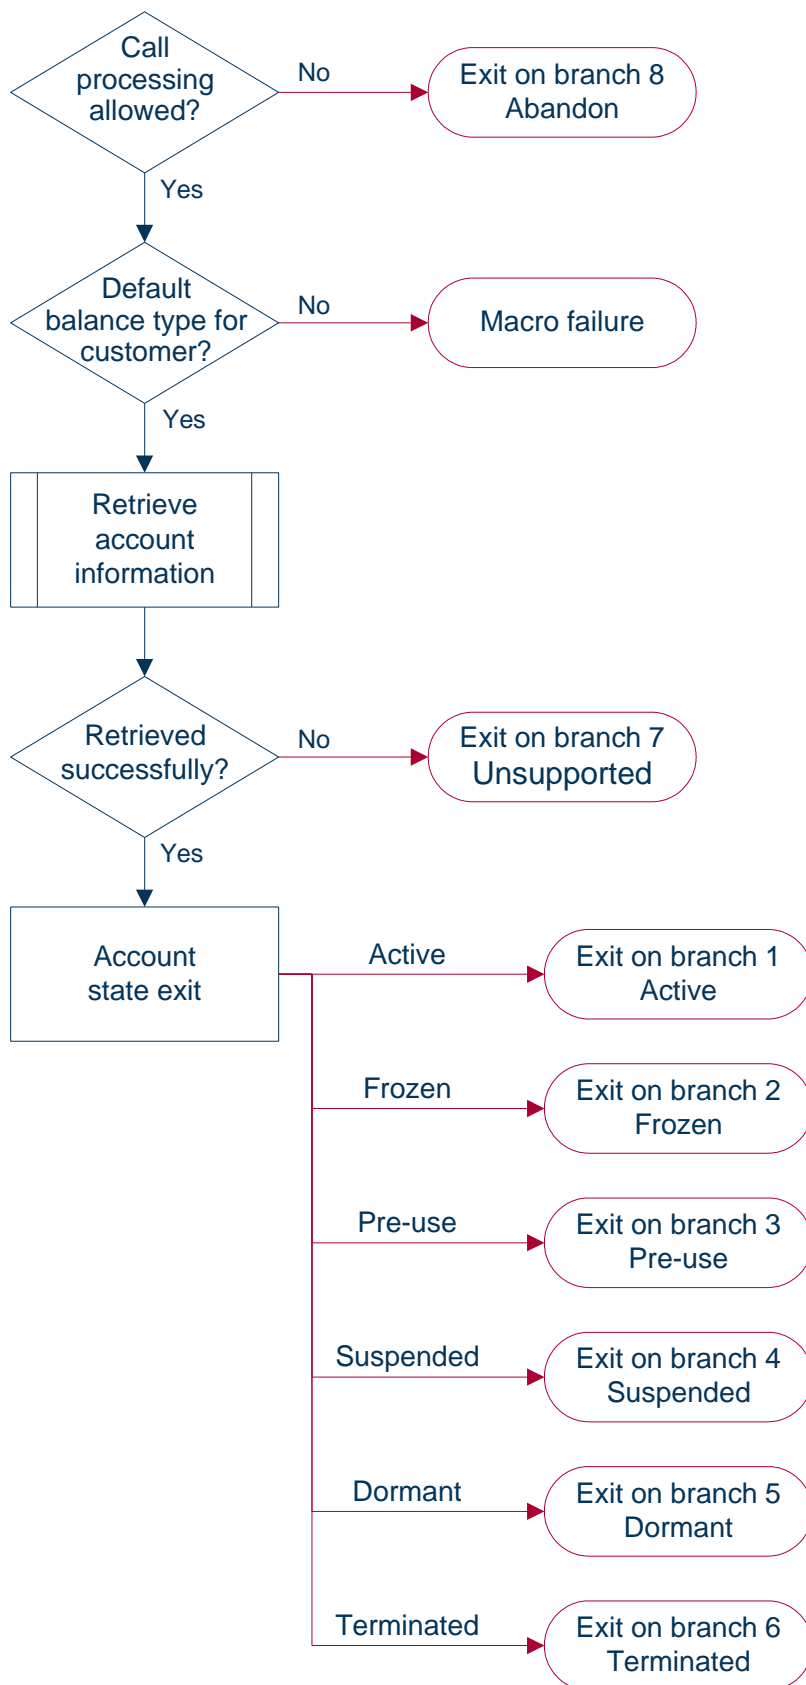 Call
processing
allowed?
No
Exit on branch 8
Abandon
Yes
Default
balance type for
customer?
No
Macro failure
Yes
Retrieve
account
information
Retrieved
successfully?
No
Exit on branch 7
Unsupported
Yes
Account
state exit
Active
Exit on branch 1
Active
Frozen
Exit on branch 2
Frozen
Pre-use
Exit on branch 3
Pre-use
Suspended
Exit on branch 4
Suspended
Dormant
Exit on branch 5
Dormant
Terminated
Exit on branch 6
Terminated